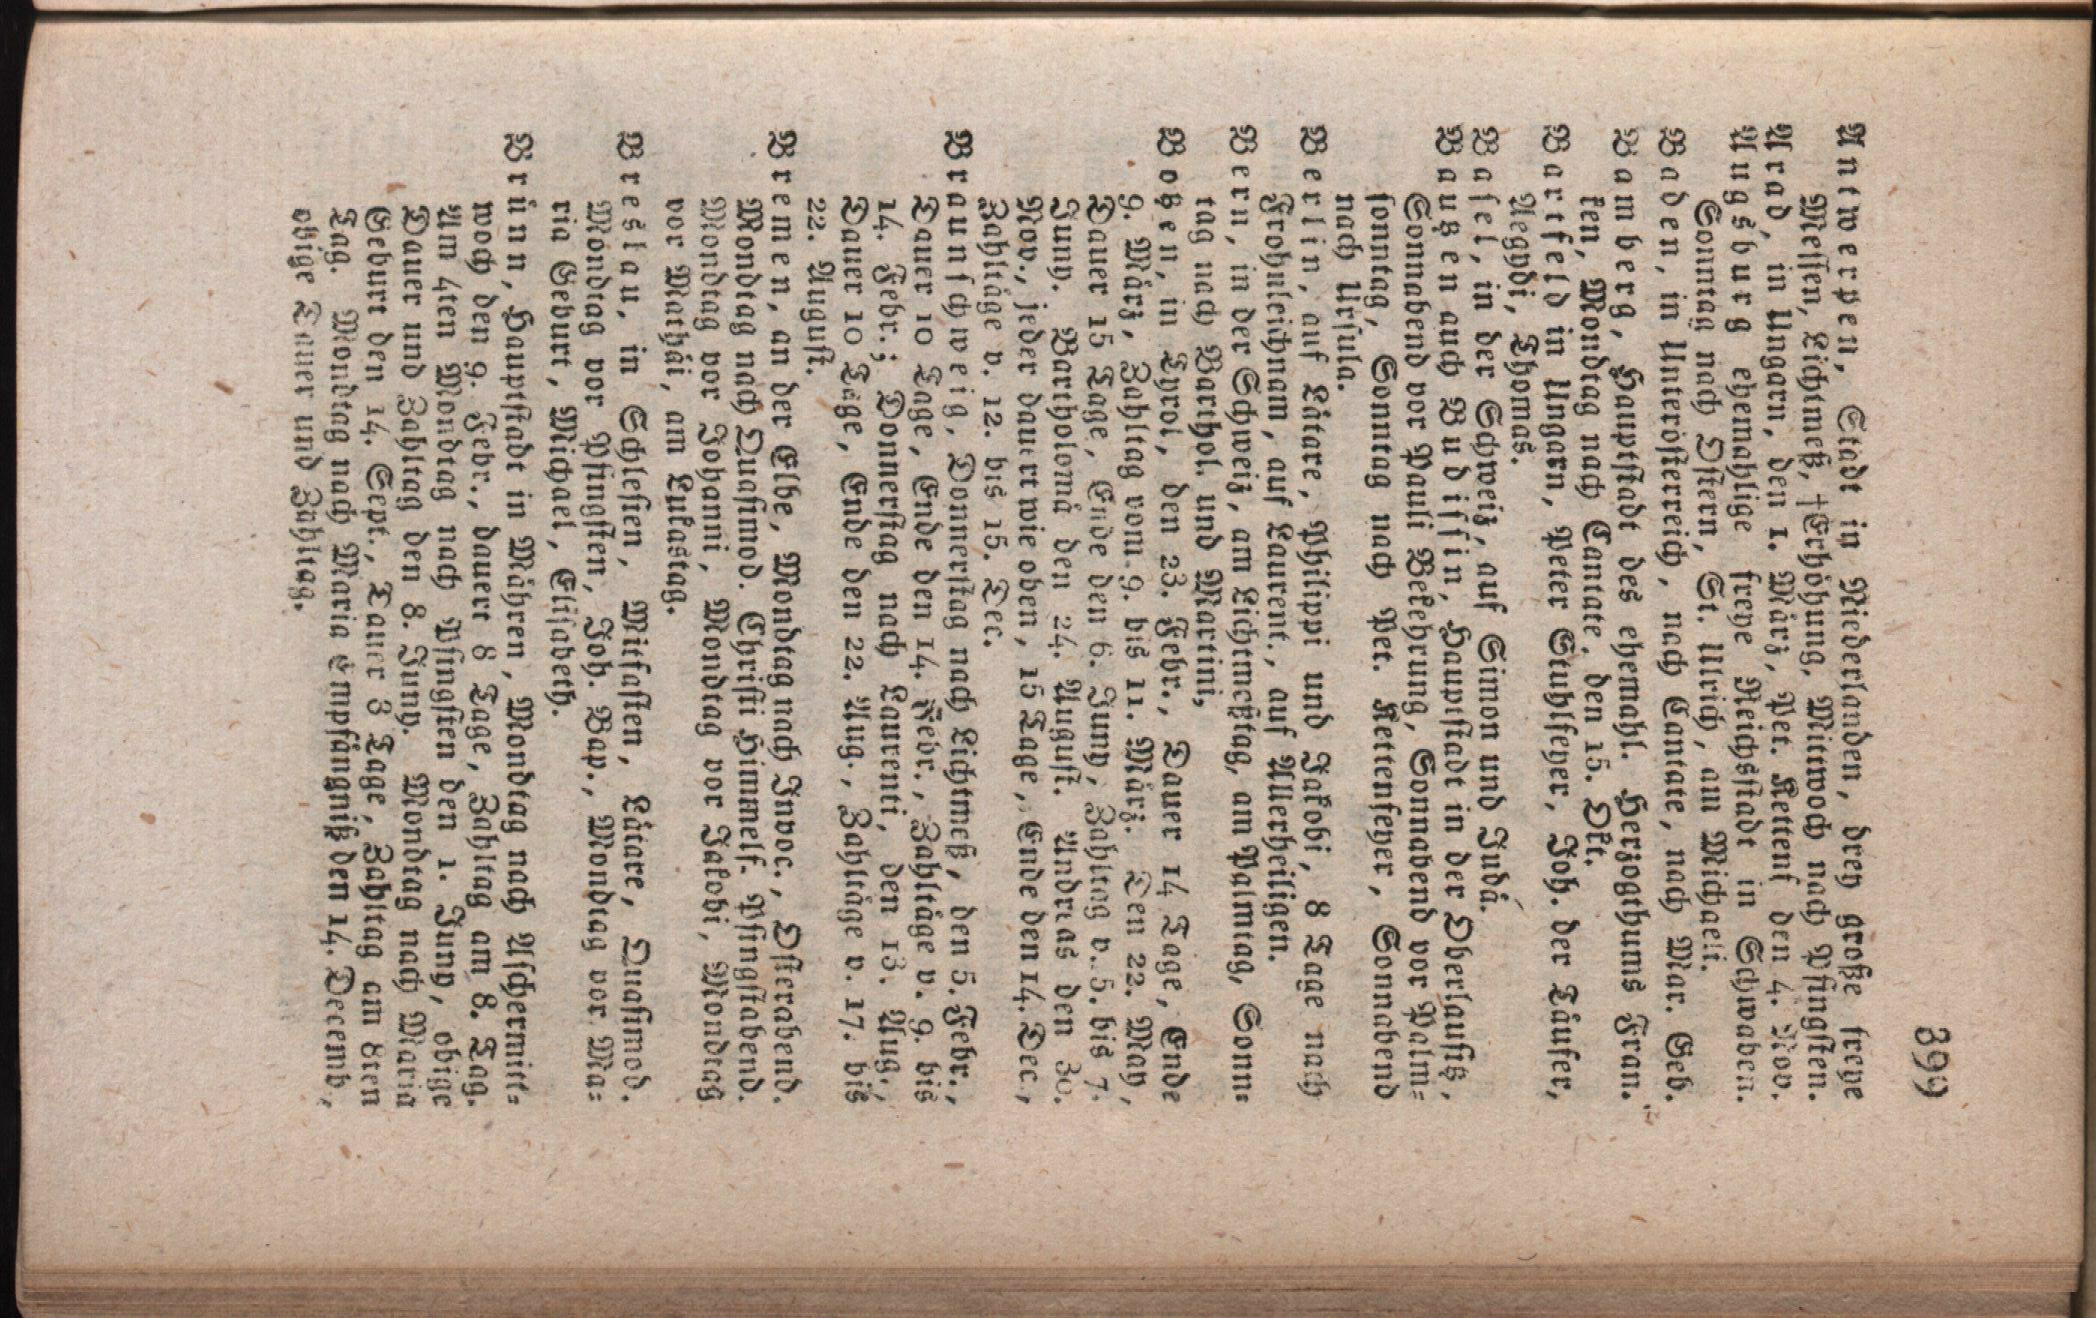 899
Antwerpen, Stadt in Niederlanden, drey große freye
Messen, Lichtmeß, †Erhöhung, Mittwoch nach Pfingsten.
Arad, in Ungarn, den 1. März, Pet. Kettenf. den 4. Nov.
Augsburg ehemahlige freye Reichsstadt in Schwaben.
Sonntag nach Ostern, St. Ulrich, am Michaeli.
Baden, in Unterösterreich, nach Cantate, nach Mar. Geb.
Bamberg, Hauptstadt des ehemahl. Herzogthums Fran.
ken, Mondtag nach Cantate. den 15. Okt.
Bartfeld in Ungarn, Peter Stuhlfeyer, Joh. der Täufer,
Aegydi, Thomas.
Basel, in der Schweiz, auf Simon und Judä.
Bautzen auch Budissin, Hauptstadt in der Oberlausitz,
Sonnabend vor Pauli Bekehrung, Sonnabend vor Palm=
sonntag, Sonntag nach Pet. Kettenfeyer, Sonnabend
nach Ursula.
Berlin, auf Lätare, Philippi und Jakobi, 8 Tage nach
Frohnleichnam, auf Laurent., auf Allerheiligen.
Bern, in der Schweiz, am Lichtmeßtag, am Palmtag, Sonn=
tag nach Barthol. und Martini,
Botzen, in Tyrol, den 23. Febr., Dauer 14 Tage, Ende
9. März, Zahltag vom 9. bis 11. März. Den 22. May,
Dauer 15 Tage, Ende den 6. Juny, Zahltag v. 5. bis 7.
Juny. Bartholomä den 24. August. Andreas den 30.
Nov., jeder dauert wie oben, 15 Tage, Ende den 14. Dec.,
Zahltäge v. 12. bis 15. Dec.
Braunschweig, Donnerstag nach Lichtmeß, den 5. Febr.,
Dauer 10 Tage, Ende den 14. Febr., Zahltäge v. 9. bis
14. Febr.; Donnerstag nach Laurenti, den 13. Aug.,
Dauer 10 Tage, Ende den 22. Aug., Zahltäge v. 17. bis
22. August.
Bremen, an der Elbe, Mondtag nach Invoc., Osterabend.
Mondtag nach Quasimod. Christi Himmelf. Pfingstabend.
Mondtag vor Johanni, Mondtag vor Jakobi, Mondtag
vor Mathäi, am Lukastag.
Breslau, in Schlesien, Mitfasten, Lätare, Quasimod.
Mondtag vor Pfingsten, Joh. Bap., Mondtag vor Ma=
ria Geburt, Michael, Elisabeth.
Brünn, Hauptstadt in Mähren, Mondtag nach Aschermitt=
woch den 9. Febr., dauert 8 Tage, Zahltag am 8. Tag.
Am 4ten Mondtag nach Pfingsten den 1. Juny, obige
Dauer und Zahltag den 8. Juny. Mondtag nach Maria
Geburt den 14. Sept., Dauer 8 Tage, Zahltag am 8ten
Tag. Mondtag nach Maria Empfängniß den 14. Decemb,
obige Dauer und Zahltag.